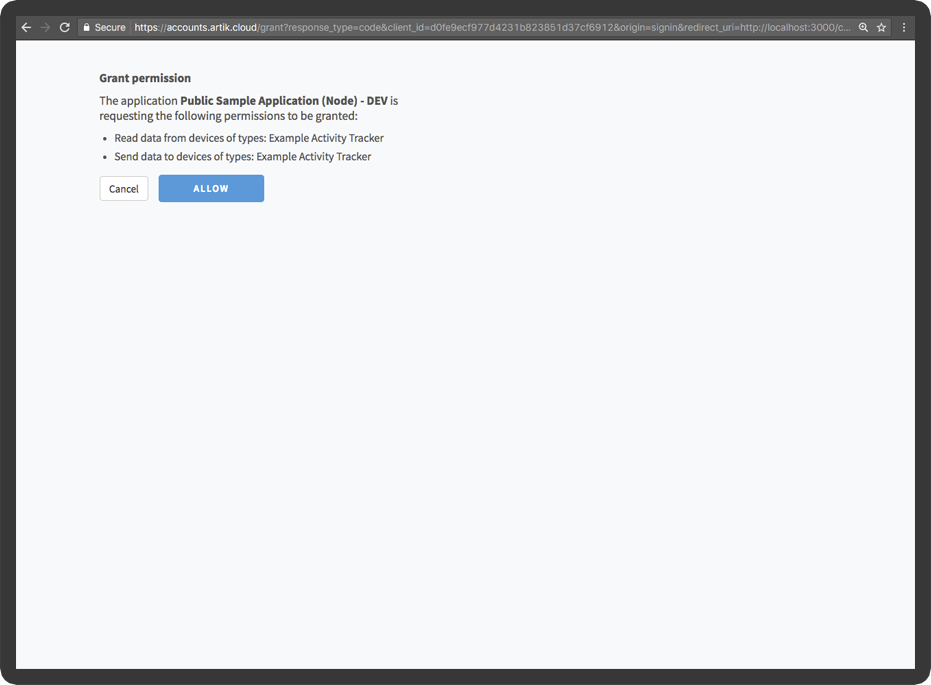 Secure https://accounts.artik.cloud/grant?response_type=code&client_id=d0fe9ecf977d4231b823851d37cf6912&origin=signin&redirect_uri=http://localhost:3000/c...
Grant permission
The application Public Sample Application (Node) - DEV is
requesting the following permissions to be granted:
• Read data from devices of types: Example Activity Tracker
• Send data to devices of types: Example Activity Tracker
Cancel ALLOW